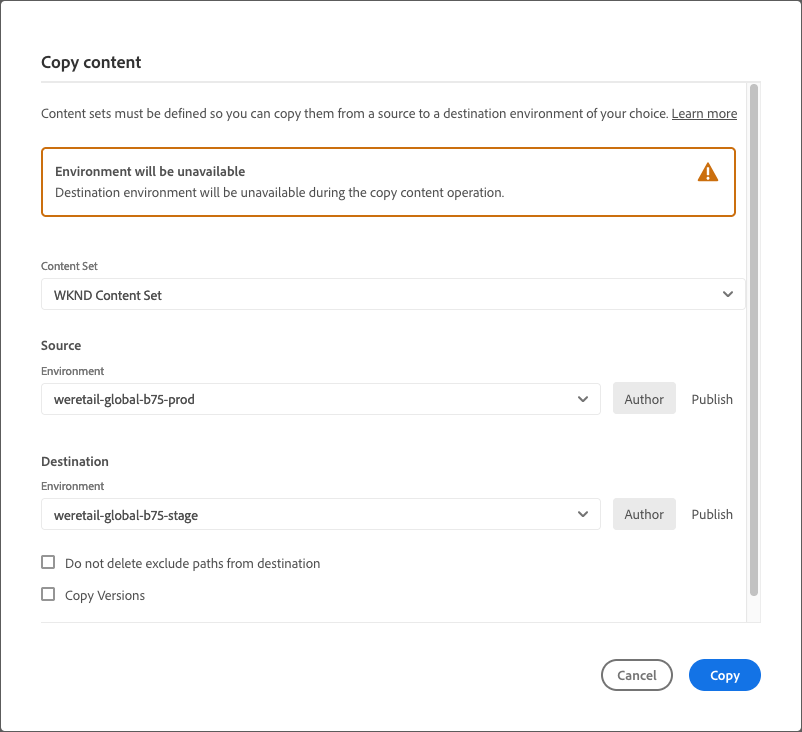 Copy content
Content sets must be defined so you can copy them from a source to a destination environment of your choice. Learn more
Environment will be unavailable
Destination environment will be unavailable during the copy content operation.
Content Set
WKND Content Set
Source
Environment
weretail-global-b75-prod Author Publish
Destination
Environment
weretail-global-b75-stage Author Publish
Do not delete exclude paths from destination
Copy Versions
Cancel Copy